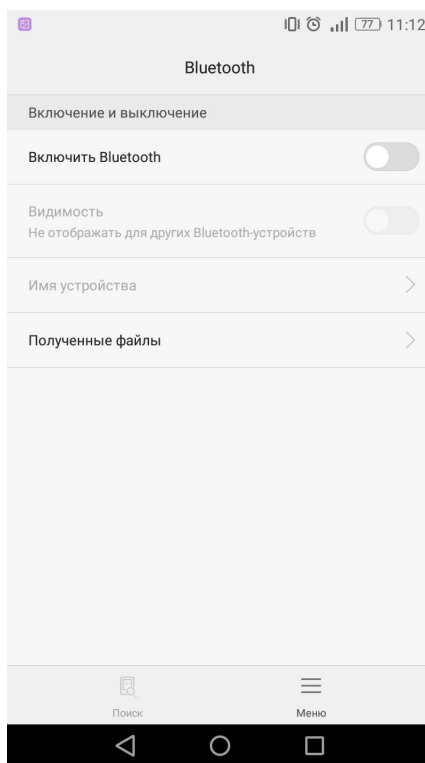 77 11:12
Bluetooth
Включение и выключение
Включить Bluetooth
Видимость
Не отображать для других Bluetooth-устройств
Имя устройства
Полученные файлы
Поиск
Меню